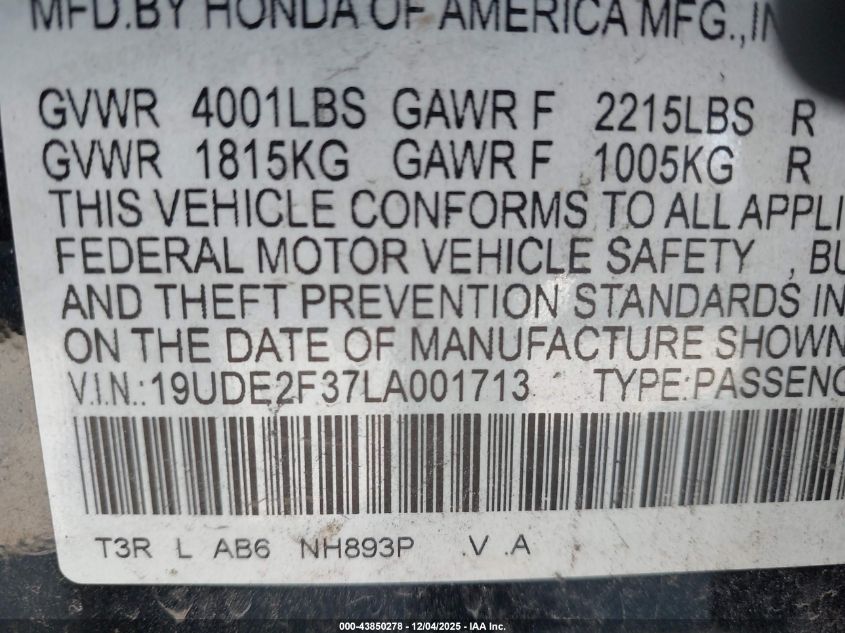 MFD.BY HONDA OF AMERICA MFG.,IN
GVWR 4001LBS GAWR F 2215LBS R
GVWR 1815KG GAWR F 1005KG R
THIS VEHICLE CONFORMS TO ALL APPLI
FEDERAL MOTOR VEHICLE SAFETY , BU
AND THEFT PREVENTION STANDARDS IN
ON THE DATE OF MANUFACTURE SHOWN
V.I.N.:19UDE2F37LA001713 TYPE:PASSENG
T3R L AB6 NH893P .V .A
000-43850278 - 12/04/2025 - IAA Inc.